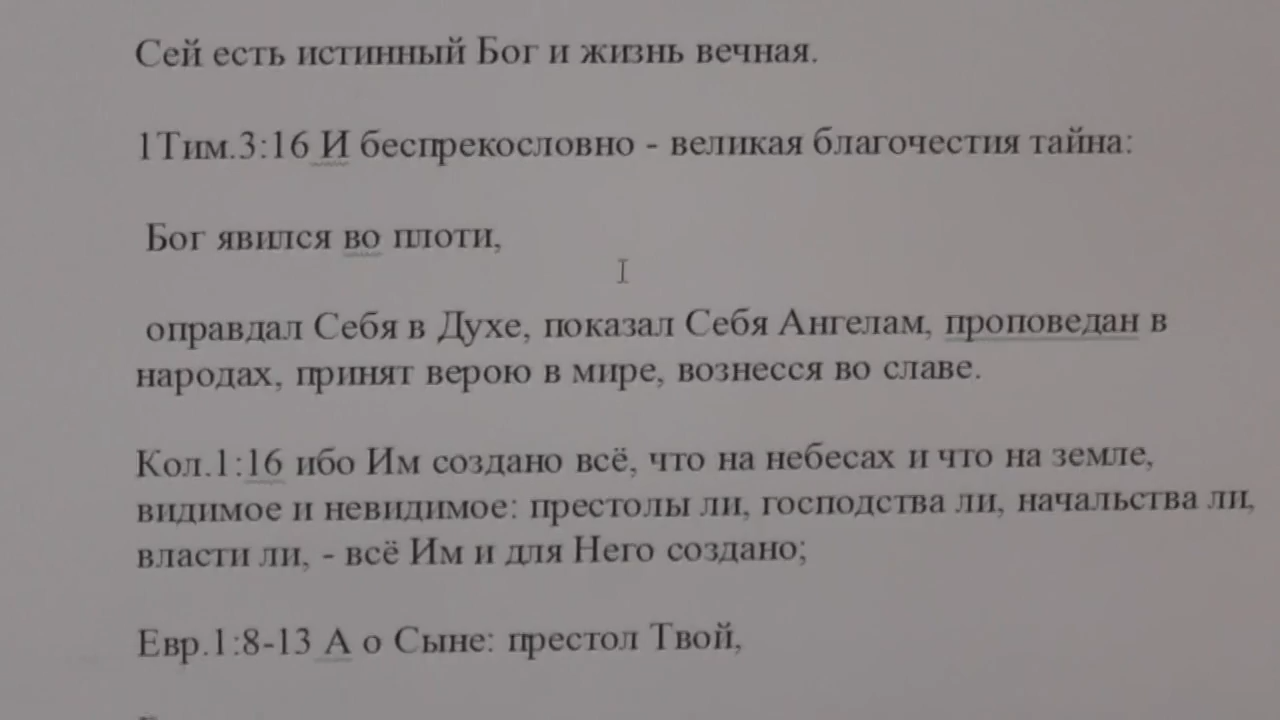 Сей есть истинный Бог и жизнь вечная.
1Тим.3:16 И беспрекословно - великая благочестия тайна:
Бог явился во плоти,
оправдал Себя в Духе, показал Себя Ангелам, проповедан в
народах, принят верою в мире, вознесся во славе.
Кол.1:16 ибо Им создано всё, что на небесах и что на земле,
видимое и невидимое: престолы ли, господства ли, начальства ли,
власти ли, - всё Им и для Него создано;
Евр.1:8-13 А о Сыне: престол Твой,